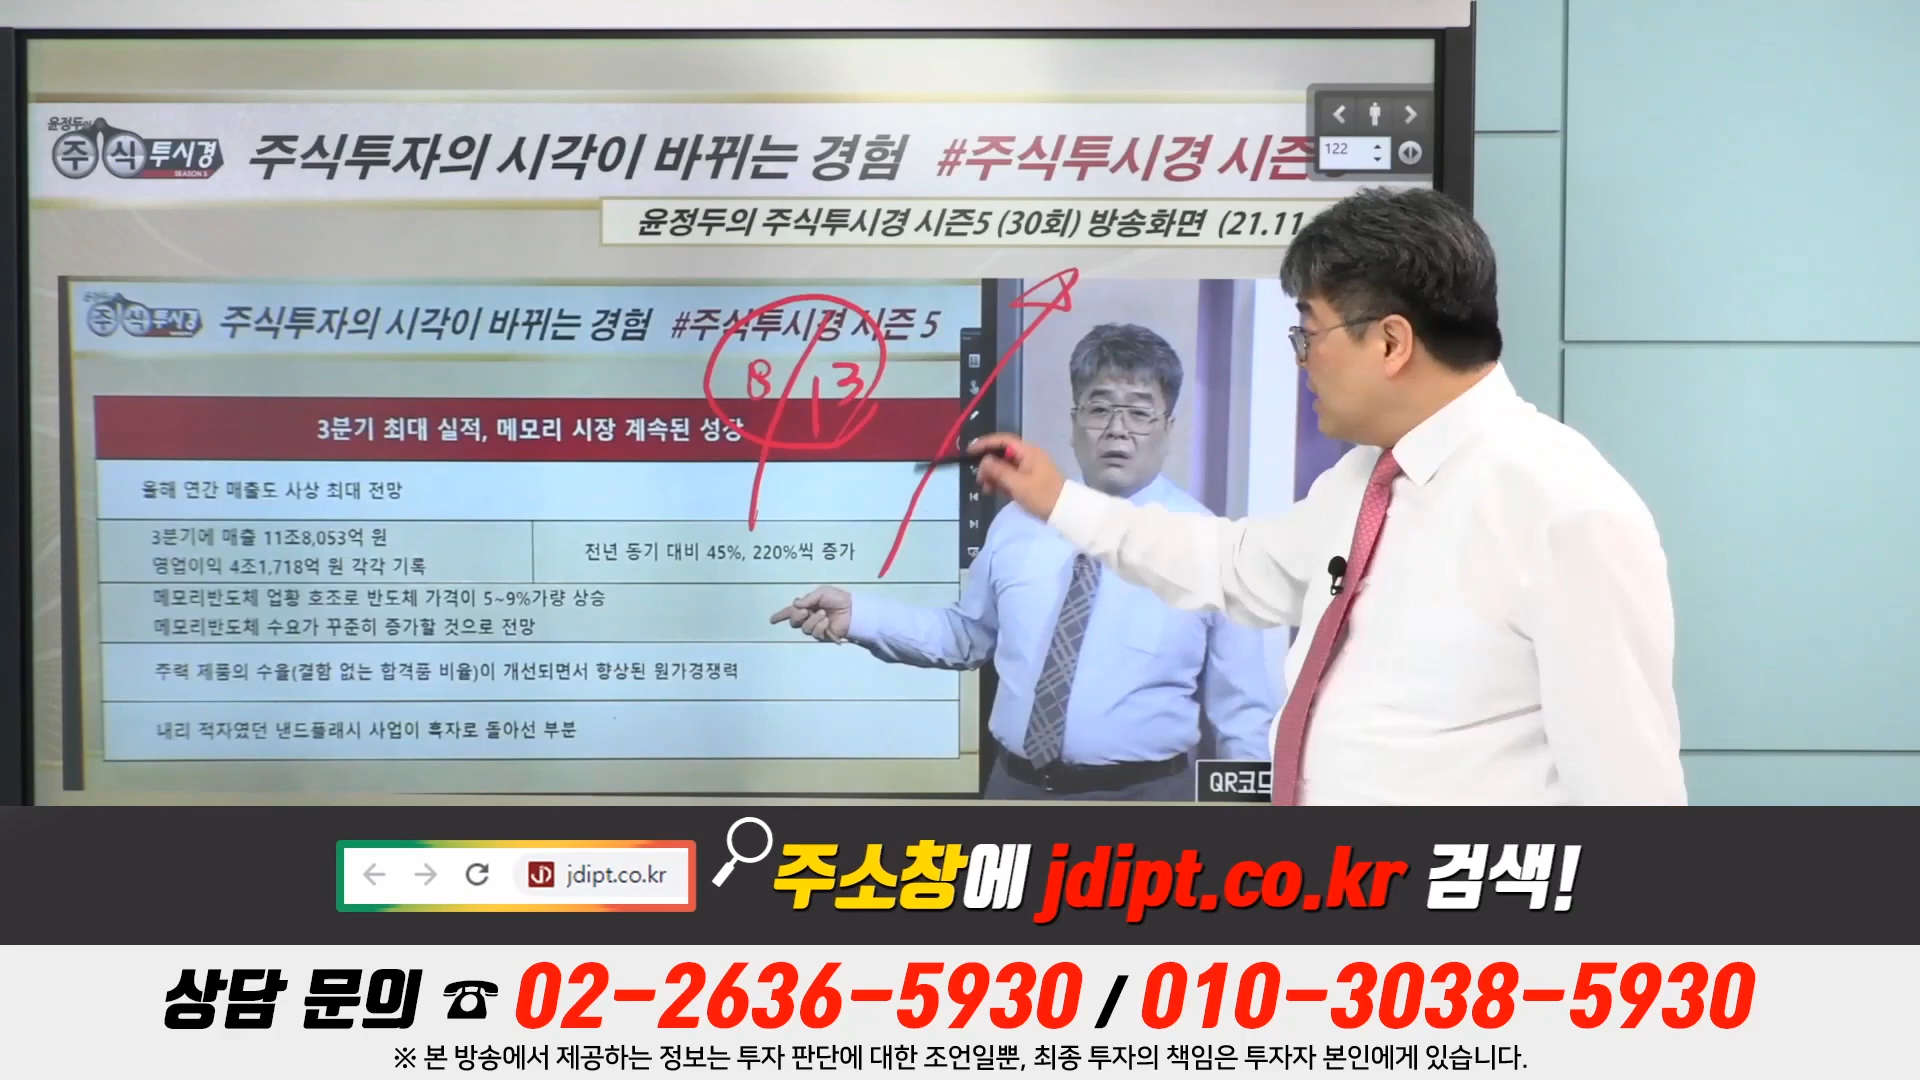 윤정두의
주식투시경
SEASON 5
주식투자의 시각이 바뀌는 경험 #주식투시경 시즌
122
윤정두의 주식투시경 시즌5 (30회) 방송화면 (21.11
주식투시경
주식투자의 시각이 바뀌는 경험 #주식투시경 시즌 5
8/13
3분기 최대 실적, 메모리 시장 계속된 성장
올해 연간 매출도 사상 최대 전망
3분기에 매출 11조8,053억 원
영업이익 4조1,718억 원 각각 기록
전년 동기 대비 45%, 220%씩 증가
메모리반도체 업황 호조로 반도체 가격이 5~9%가량 상승
메모리반도체 수요가 꾸준히 증가할 것으로 전망
주력 제품의 수율(결함 없는 합격품 비율)이 개선되면서 향상된 원가경쟁력
내리 적자였던 낸드플래시 사업이 흑자로 돌아선 부분
QR코드
jdipt.co.kr
주소창에 jdipt.co.kr 검색!
상담 문의 ☎ 02-2636-5930 / 010-3038-5930
※ 본 방송에서 제공하는 정보는 투자 판단에 대한 조언일뿐, 최종 투자의 책임은 투자자 본인에게 있습니다.